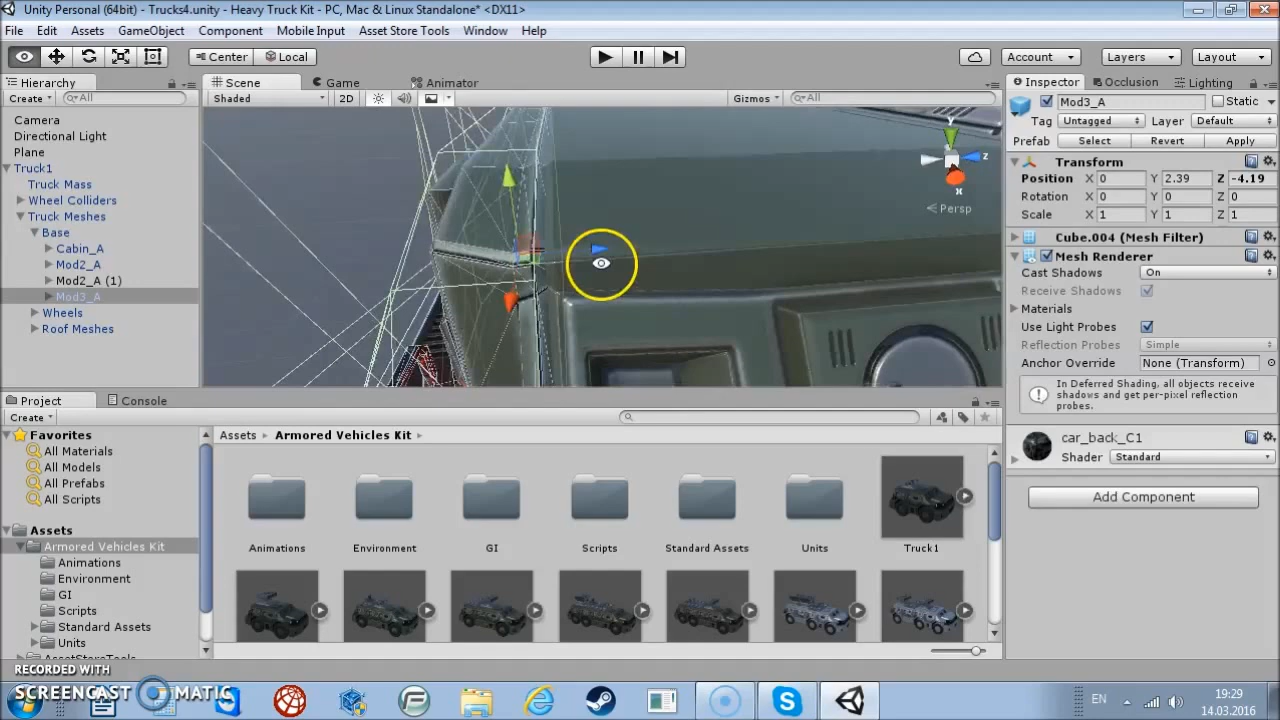 Unity Personal (64bit) - Trucks4.unity - Heavy Truck Kit - PC, Mac & Linux Standalone* <DX11>
File Edit Assets GameObject Component Mobile Input Asset Store Tools Window Help
Center Local Account Layers Layout
Hierarchy
Create All
Camera
Directional Light
Plane
Truck1
Truck Mass
Wheel Colliders
Truck Meshes
Base
Cabin_A
Mod2_A
Mod2_A (1)
Mod3_A
Wheels
Roof Meshes
Scene Game Animator
Shaded 2D Gizmos All
y
z
x
Persp
Inspector Occlusion Lighting
Mod3_A Static
Tag Untagged Layer Default
Prefab Select Revert Apply
Transform
Position X 0 Y 2.39 Z -4.19
Rotation X 0 Y 0 Z 0
Scale X 1 Y 1 Z 1
Cube.004 (Mesh Filter)
Mesh Renderer
Cast Shadows On
Receive Shadows
Materials
Use Light Probes
Reflection Probes Simple
Anchor Override None (Transform)
In Deferred Shading, all objects receive
shadows and get per-pixel reflection
probes.
car_back_C1
Shader Standard
Add Component
Project Console
Create
Favorites
All Materials
All Models
All Prefabs
All Scripts
Assets
Armored Vehicles Kit
Animations
Environment
GI
Scripts
Standard Assets
Units
Assets Armored Vehicles Kit
Animations Environment GI Scripts Standard Assets Units Truck1
RECORDED WITH
SCREENCAST MATIC
EN
19:29
14.03.2016